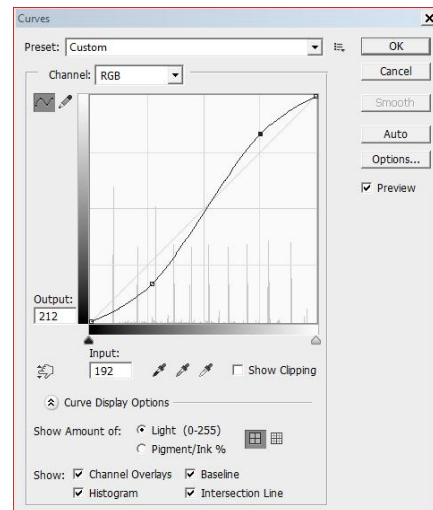 Curves
Preset: Custom
OK
Channel: RGB
Cancel
Smooth
Auto
Options...
Preview
Output:
212
Input:
192
Show Clipping
Curve Display Options
Show Amount of: Light (0-255)
Pigment/Ink %
Show: Channel Overlays Baseline
Histogram Intersection Line